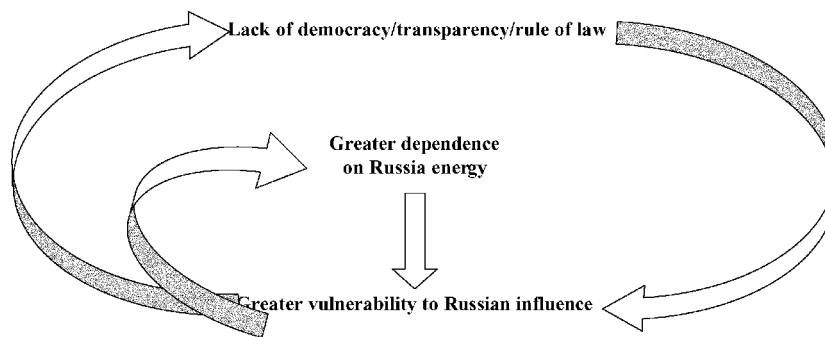 Lack of democracy/transparency/rule of law
Greater dependence
on Russia energy
Greater vulnerability to Russian influence